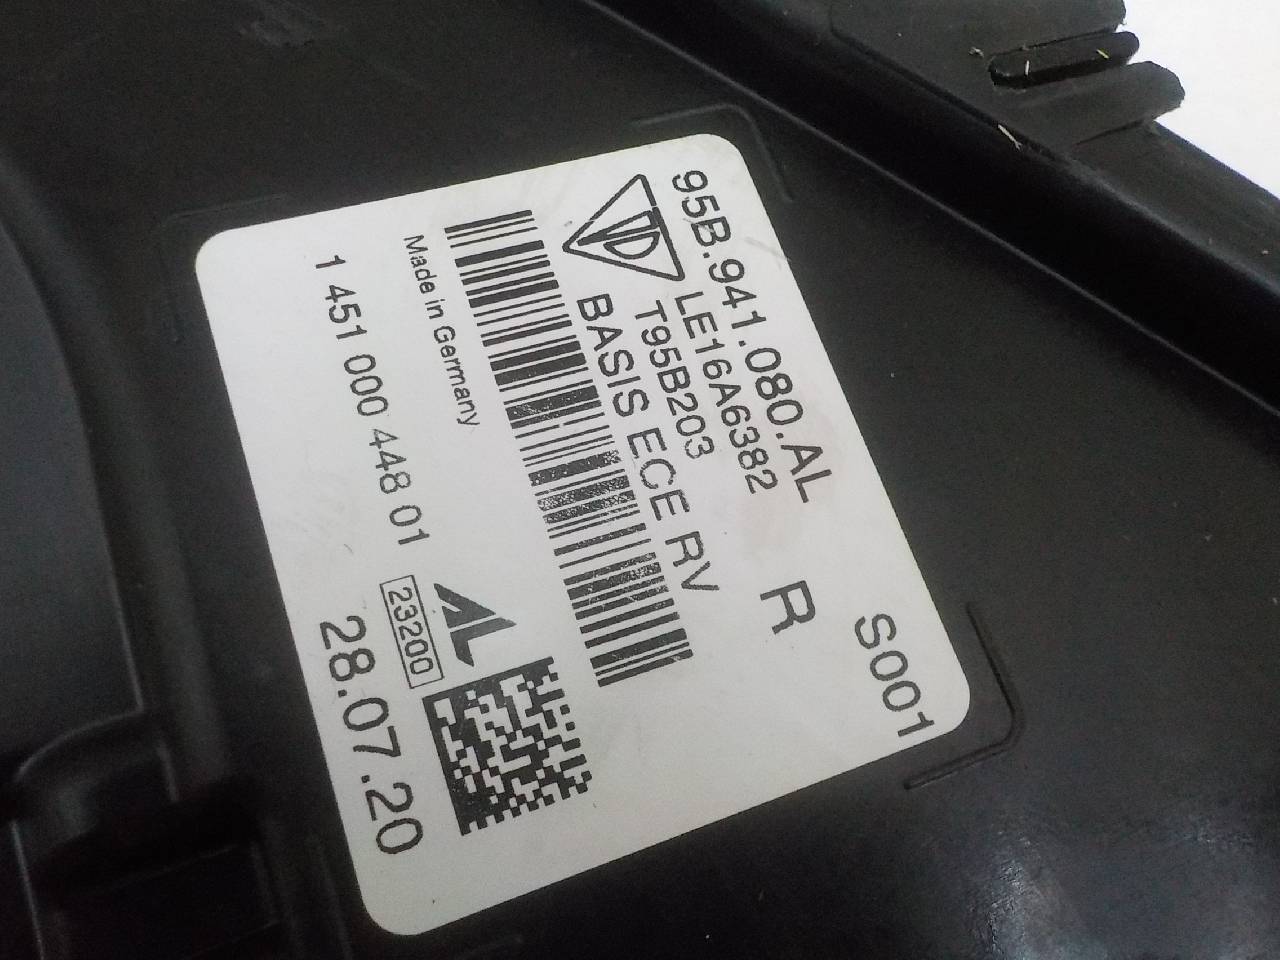 95B.941.080.AL
S001
LE16A6382
T95B203
R
BASIS ECE RV
Made in Germany
AL
23200
1 451 000 448 01
28.07.20